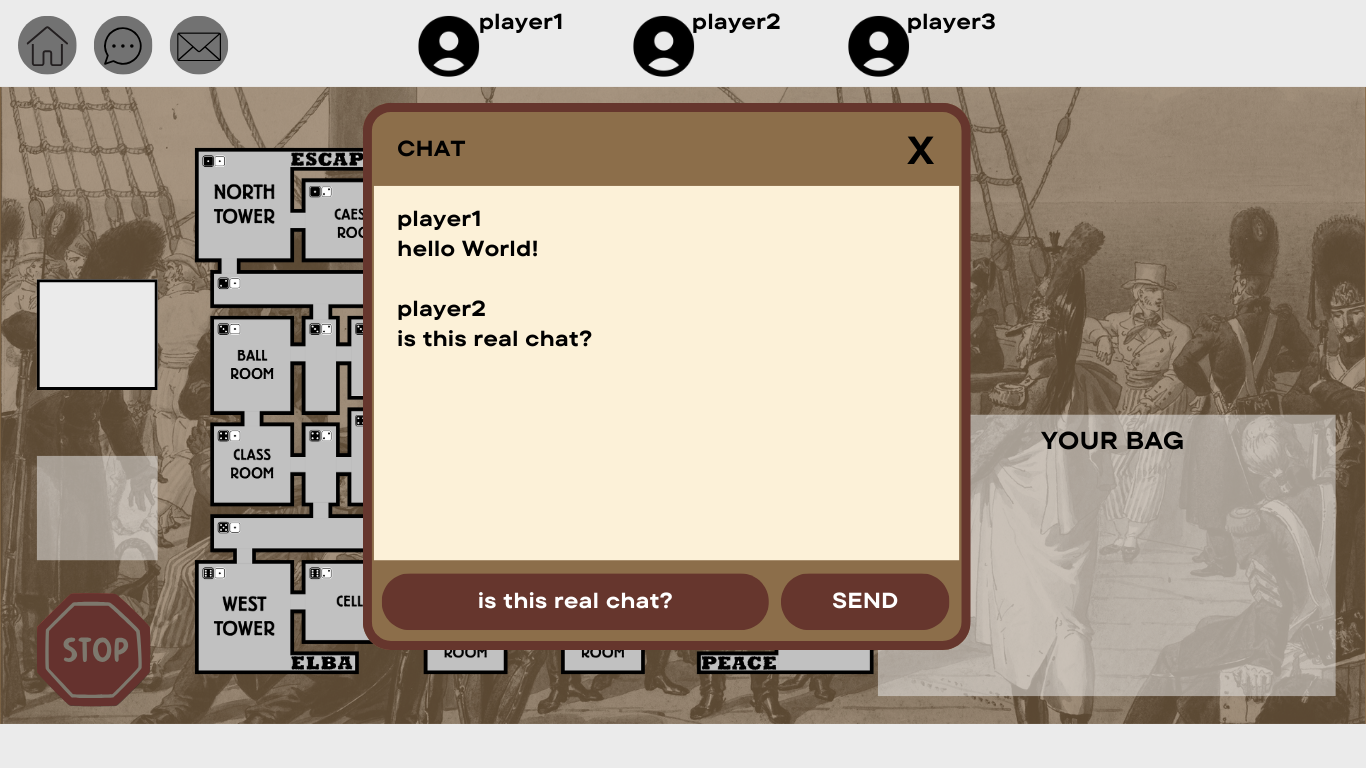 player1
player2
player3
ESCAP
NORTH
TOWER
CAES
ROO
BALL
ROOM
CLASS
ROOM
WEST
TOWER
CELL
ELBA
ROOM
ROOM
PEACE
STOP
CHAT
X
player1
hello World!
player2
is this real chat?
is this real chat?
SEND
YOUR BAG